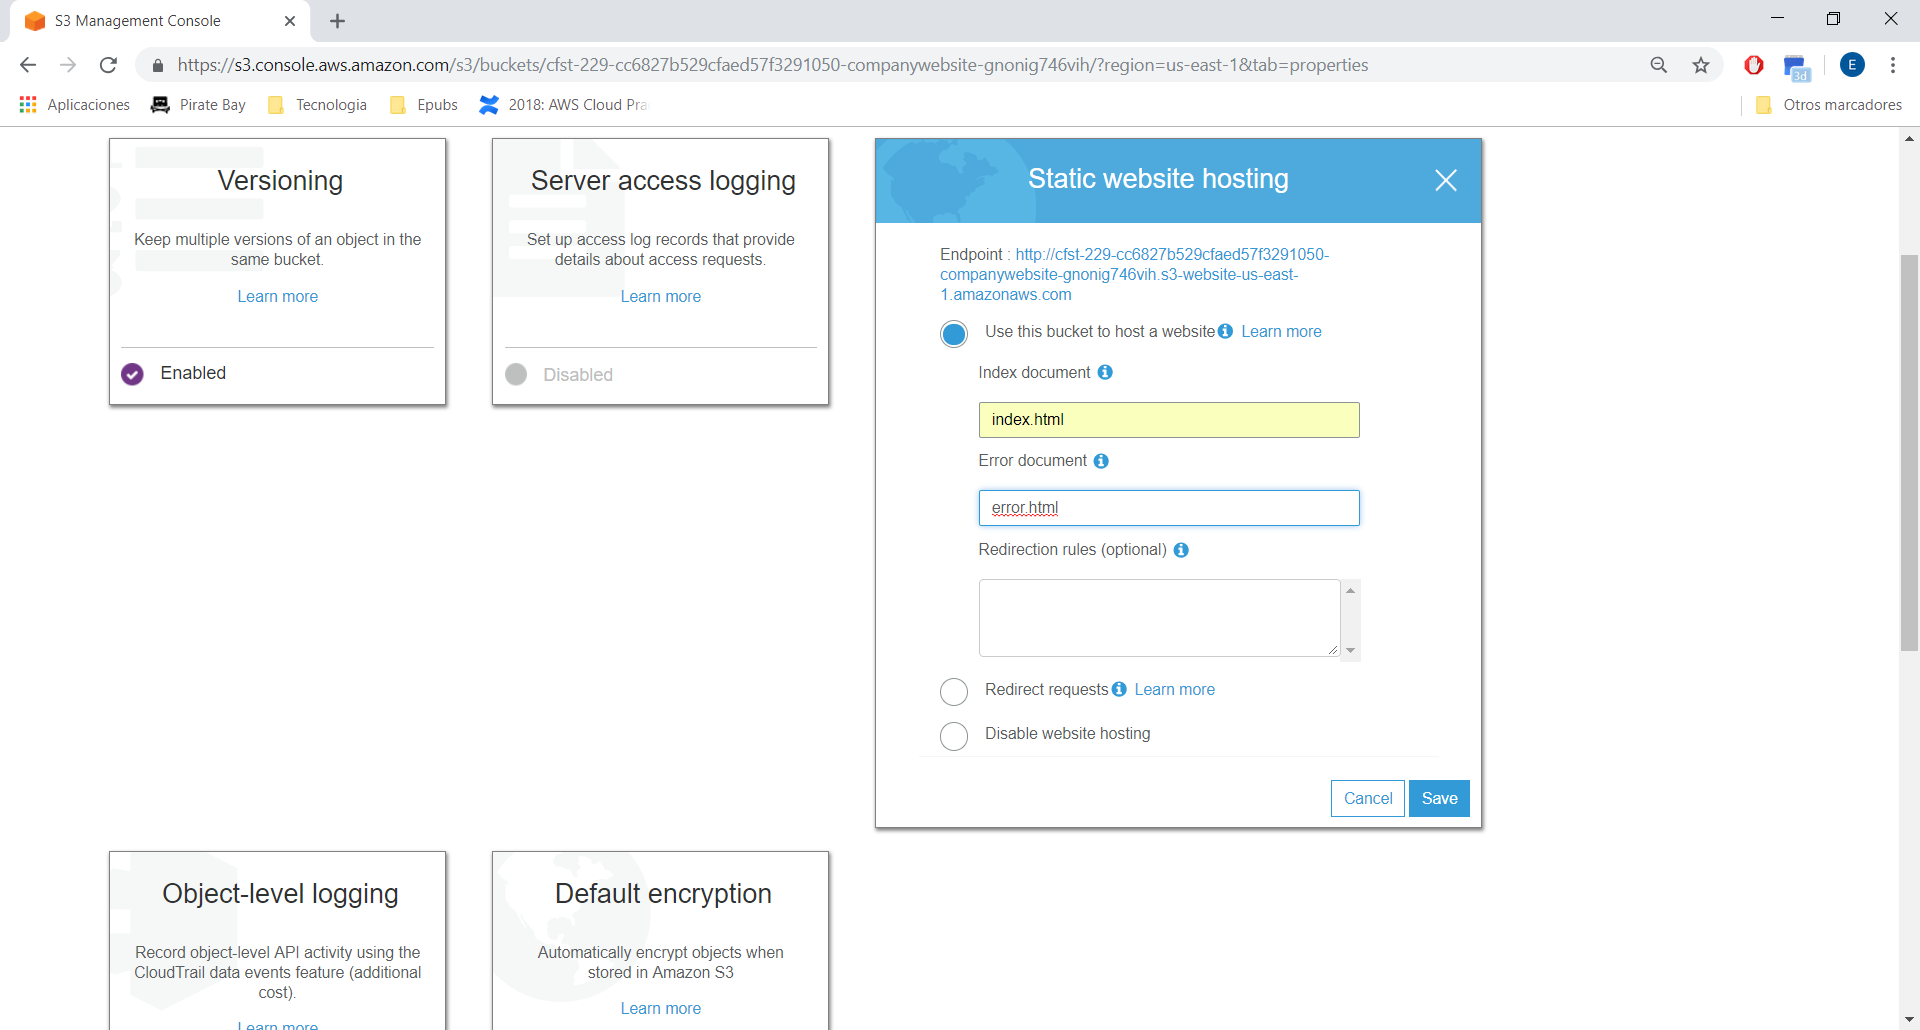 S3 Management Console
https://s3.console.aws.amazon.com/s3/buckets/cfst-229-cc6827b529cfaed57f3291050-companywebsite-gnonig746vih/?region=us-east-1&tab=properties
3d
E
Aplicaciones
Pirate Bay
Tecnologia
Epubs
2018: AWS Cloud Pra
Otros marcadores
Versioning
Keep multiple versions of an object in the
same bucket.
Learn more
Enabled
Server access logging
Set up access log records that provide
details about access requests.
Learn more
Disabled
Static website hosting
Endpoint : http://cfst-229-cc6827b529cfaed57f3291050-
companywebsite-gnonig746vih.s3-website-us-east-
1.amazonaws.com
Use this bucket to host a website Learn more
Index document
index.html
Error document
error.html
Redirection rules (optional)
Redirect requests Learn more
Disable website hosting
Cancel Save
Object-level logging
Record object-level API activity using the
CloudTrail data events feature (additional
cost).
Learn more
Default encryption
Automatically encrypt objects when
stored in Amazon S3
Learn more